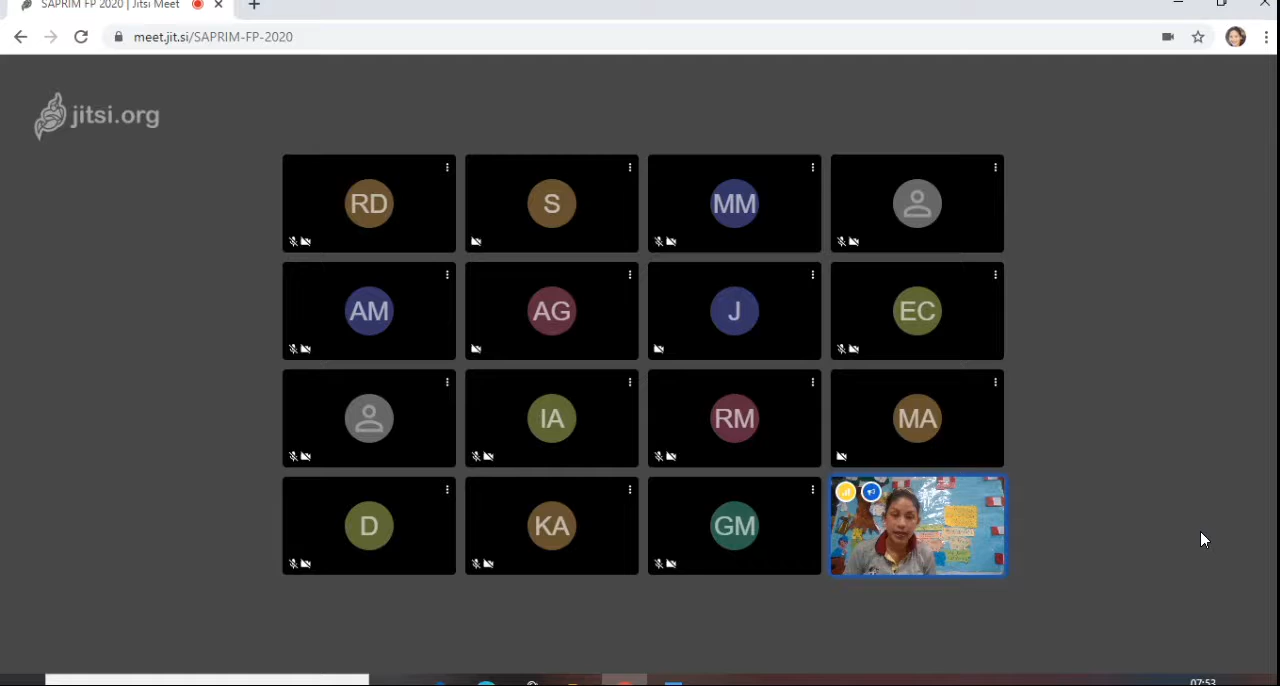 SAPRIM FP 2020 | Jitsi Meet
meet.jit.si/SAPRIM-FP-2020
jitsi.org
RD
S
MM
AM
AG
J
EC
IA
RM
MA
D
KA
GM
07:53